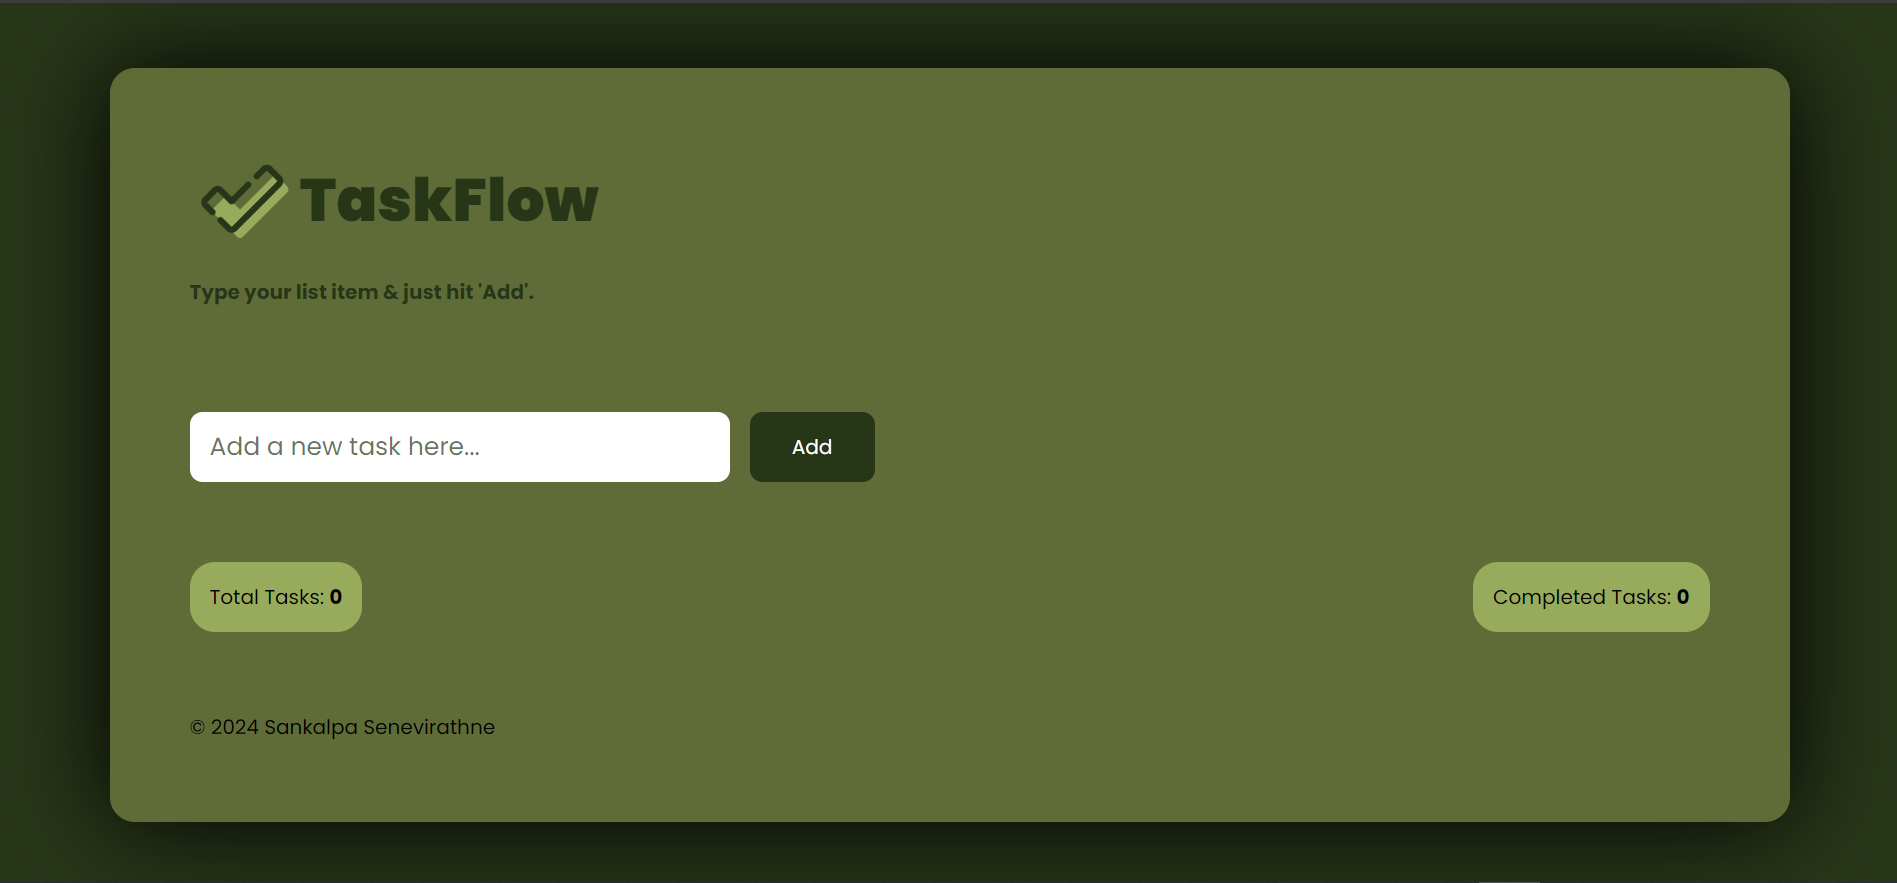 TaskFlow
Type your list item & just hit 'Add'.
Add a new task here...
Add
Total Tasks: 0
Completed Tasks: 0
© 2024 Sankalpa Senevirathne